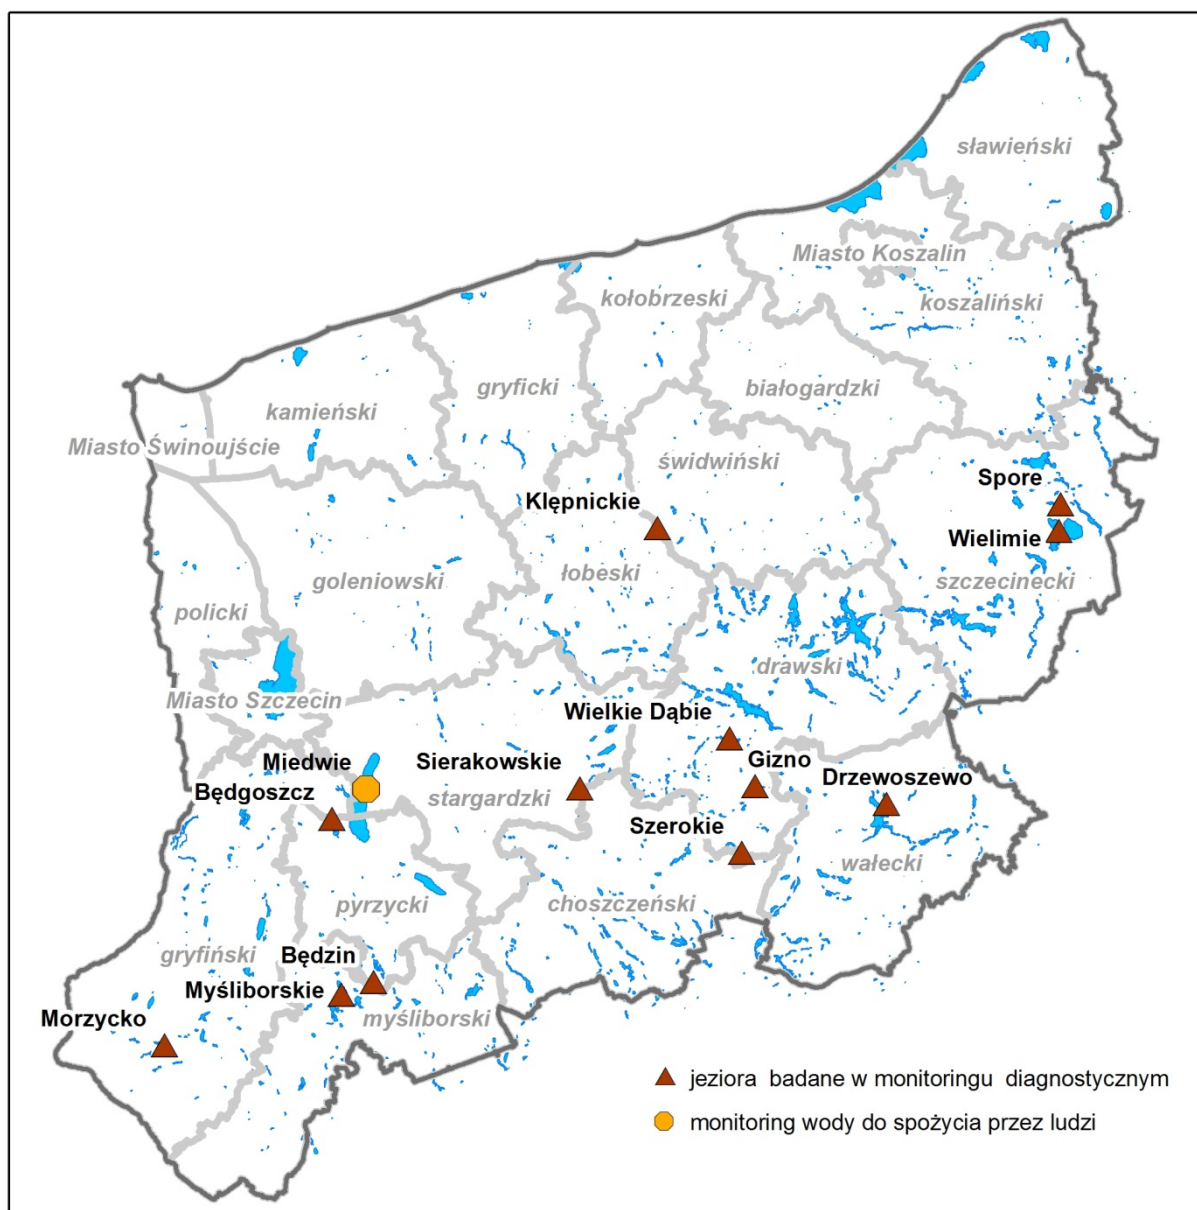 sławieński
Miasto Koszalin
kołobrzeski
koszaliński
gryficki
białogardzki
kamieński
Miasto Świnoujście
świdwiński
Spore
Klępnickie
Wielimie
goleniowski
łobeski
szczecinecki
policki
drawski
Miasto Szczecin
Wielkie Dąbie
Miedwie
Sierakowskie
Gizno
Drzewoszewo
Będgoszcz
stargardzki
Szerokie
wałecki
pyrzycki
choszczeński
gryfiński
Będzin
Myśliborskie
Morzycko
myśliborski
jeziora badane w monitoringu diagnostycznym
monitoring wody do spożycia przez ludzi